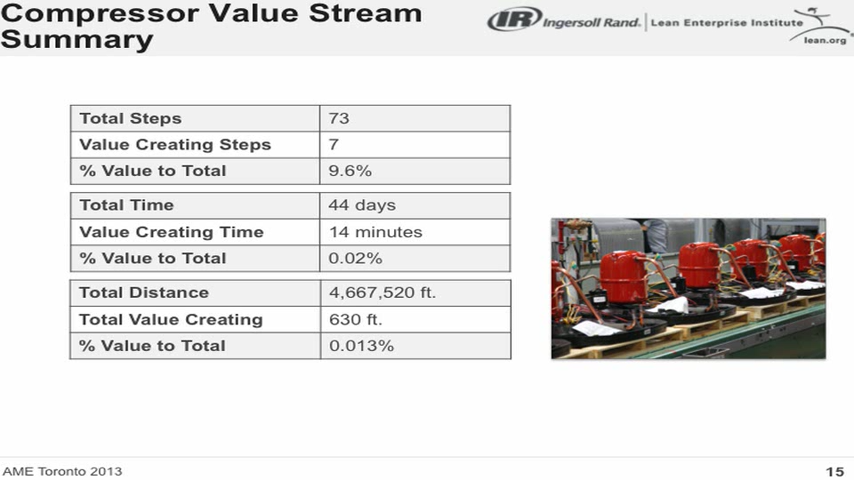 Compressor Value Stream
Summary
IR Ingersoll Rand. Lean Enterprise Institute
lean.org
Total Steps 73
Value Creating Steps 7
% Value to Total 9.6%
Total Time 44 days
Value Creating Time 14 minutes
% Value to Total 0.02%
Total Distance 4,667,520 ft.
Total Value Creating 630 ft.
% Value to Total 0.013%
AME Toronto 2013 15